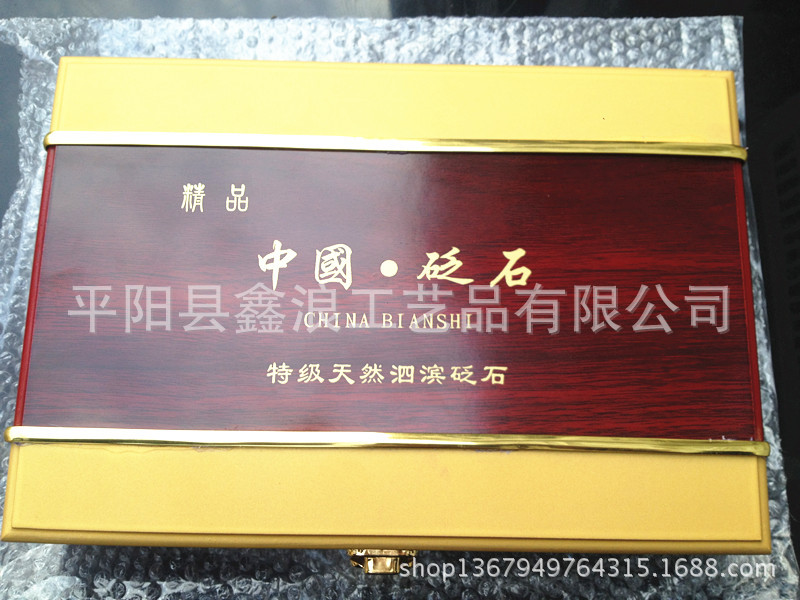 精品
中國·砭石
平阳县鑫浪工艺品有限公司
CHINA BIANSHI
特级天然泗滨砭石
shop1367949764315.1688.com